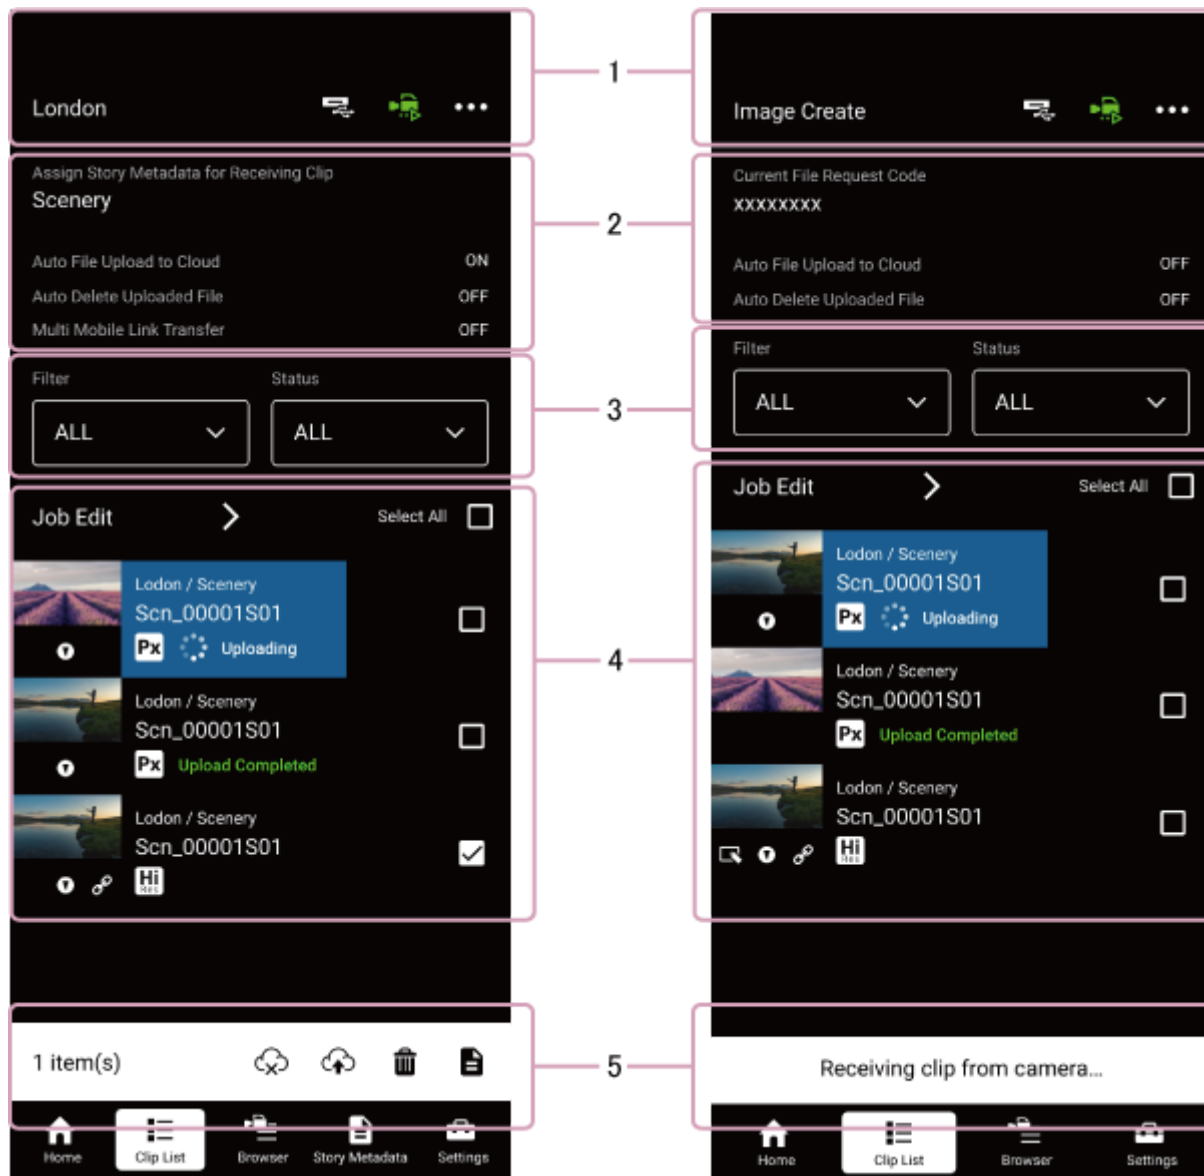 London
Assign Story Metadata for Receiving Clip
Scenery
Auto File Upload to Cloud ON
Auto Delete Uploaded File OFF
Multi Mobile Link Transfer OFF
Filter Status
ALL ALL
Job Edit Select All
Lodon / Scenery
Scn_00001S01
Px Uploading
Lodon / Scenery
Scn_00001S01
Px Upload Completed
Lodon / Scenery
Scn_00001S01
Hi Res
1 item(s)
Home Clip List Browser Story Metadata Settings
1
2
3
4
5
Image Create
Current File Request Code
xxxxxxxx
Auto File Upload to Cloud OFF
Auto Delete Uploaded File OFF
Filter Status
ALL ALL
Job Edit Select All
Lodon / Scenery
Scn_00001S01
Px Uploading
Lodon / Scenery
Scn_00001S01
Px Upload Completed
Lodon / Scenery
Scn_00001S01
Hi Res
Receiving clip from camera...
Home Clip List Browser Settings